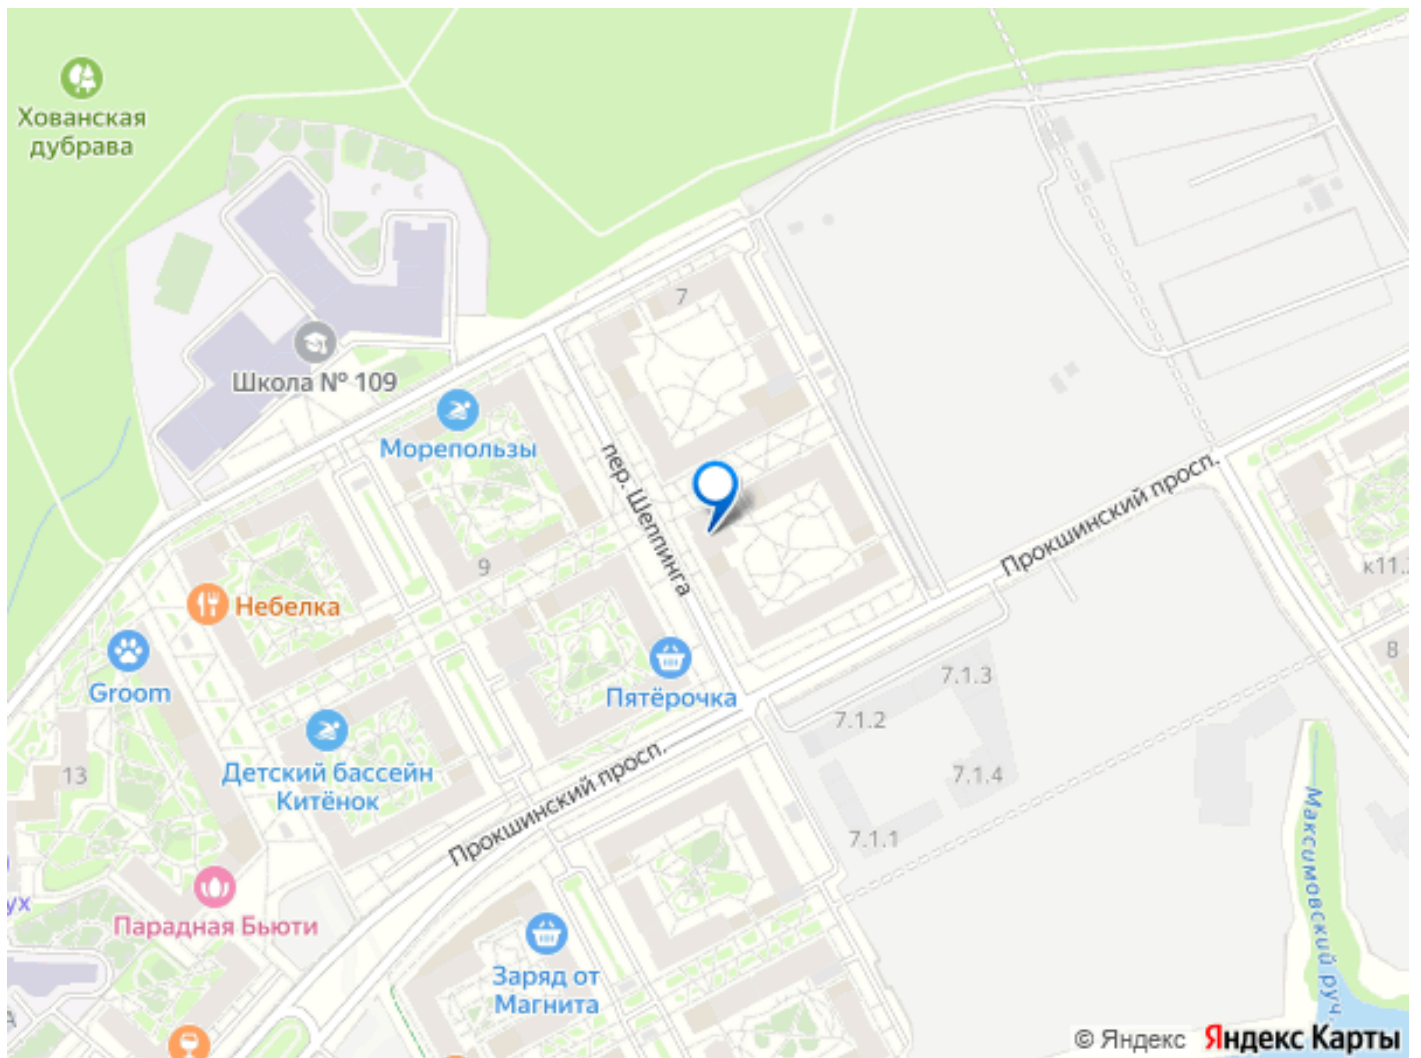 Хованская
дубрава
7
Школа № 109
Морепользы
пер. Шеппинга
Прокшинский просп.
9
к11.2
Небелка
8
Groom
Пятёрочка
7.1.3
7.1.2
13
Детский бассейн
Китёнок
7.1.4
Прокшинский просп.
7.1.1
Максимовский руч.
ух
Парадная Бьюти
Заряд от
Магнита
© Яндекс Яндекс Карты